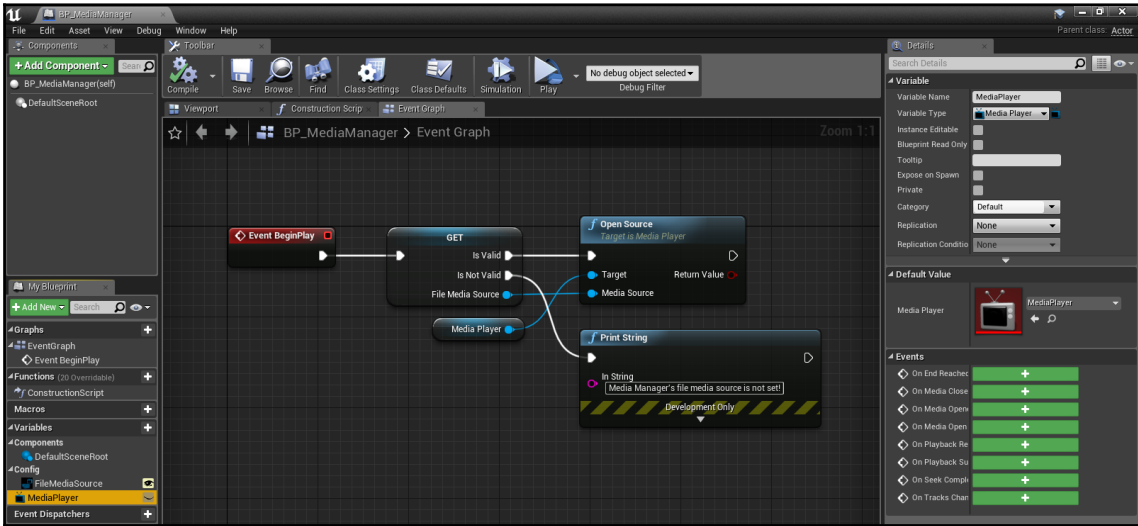 BP_MediaManager
File Edit Asset View Debug Window Help
Parent class: Actor
Components
+Add Component
Sear
BP_MediaManager(self)
DefaultSceneRoot
My Blueprint
+Add New
Search
Graphs
EventGraph
Event BeginPlay
Functions (20 Overridable)
ConstructionScript
Macros
Variables
Components
DefaultSceneRoot
Config
FileMediaSource
MediaPlayer
Event Dispatchers
Toolbar
Compile Save Browse Find Class Settings Class Defaults Simulation Play
No debug object selected
Debug Filter
Viewport
Construction Scrip
Event Graph
BP_MediaManager > Event Graph
Zoom 1:1
Event BeginPlay
GET
Is Valid
Is Not Valid
File Media Source
Media Player
Open Source
Target is Media Player
Target Return Value
Media Source
Print String
In String
Media Manager's file media source is not set!
Development Only
Details
Search Details
Variable
Variable Name MediaPlayer
Variable Type Media Player
Instance Editable
Blueprint Read Only
Tooltip
Expose on Spawn
Private
Category Default
Replication None
Replication Conditio None
Default Value
Media Player MediaPlayer
Events
On End Reached
On Media Close
On Media Open
On Media Open
On Playback Re
On Playback Su
On Seek Compl
On Tracks Chan